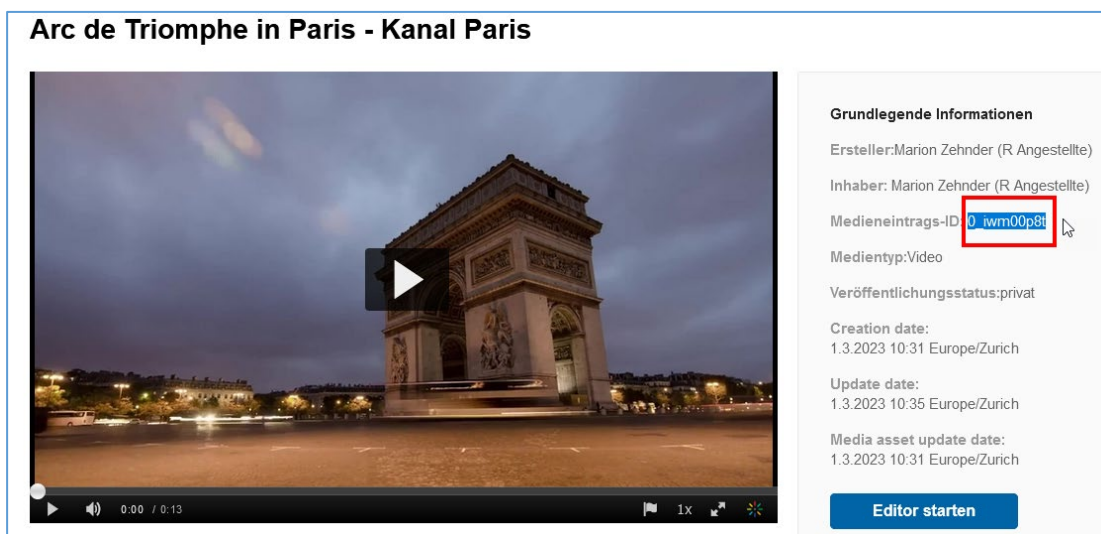 Arc de Triomphe in Paris - Kanal Paris
Grundlegende Informationen
Ersteller:Marion Zehnder (R Angestellte)
Inhaber: Marion Zehnder (R Angestellte)
Medieneintrags-ID: 0_iwm00p8t
Medientyp:Video
Veröffentlichungsstatus:privat
Creation date:
1.3.2023 10:31 Europe/Zurich
Update date:
1.3.2023 10:35 Europe/Zurich
Media asset update date:
1.3.2023 10:31 Europe/Zurich
0:00 / 0:13
1x
Editor starten